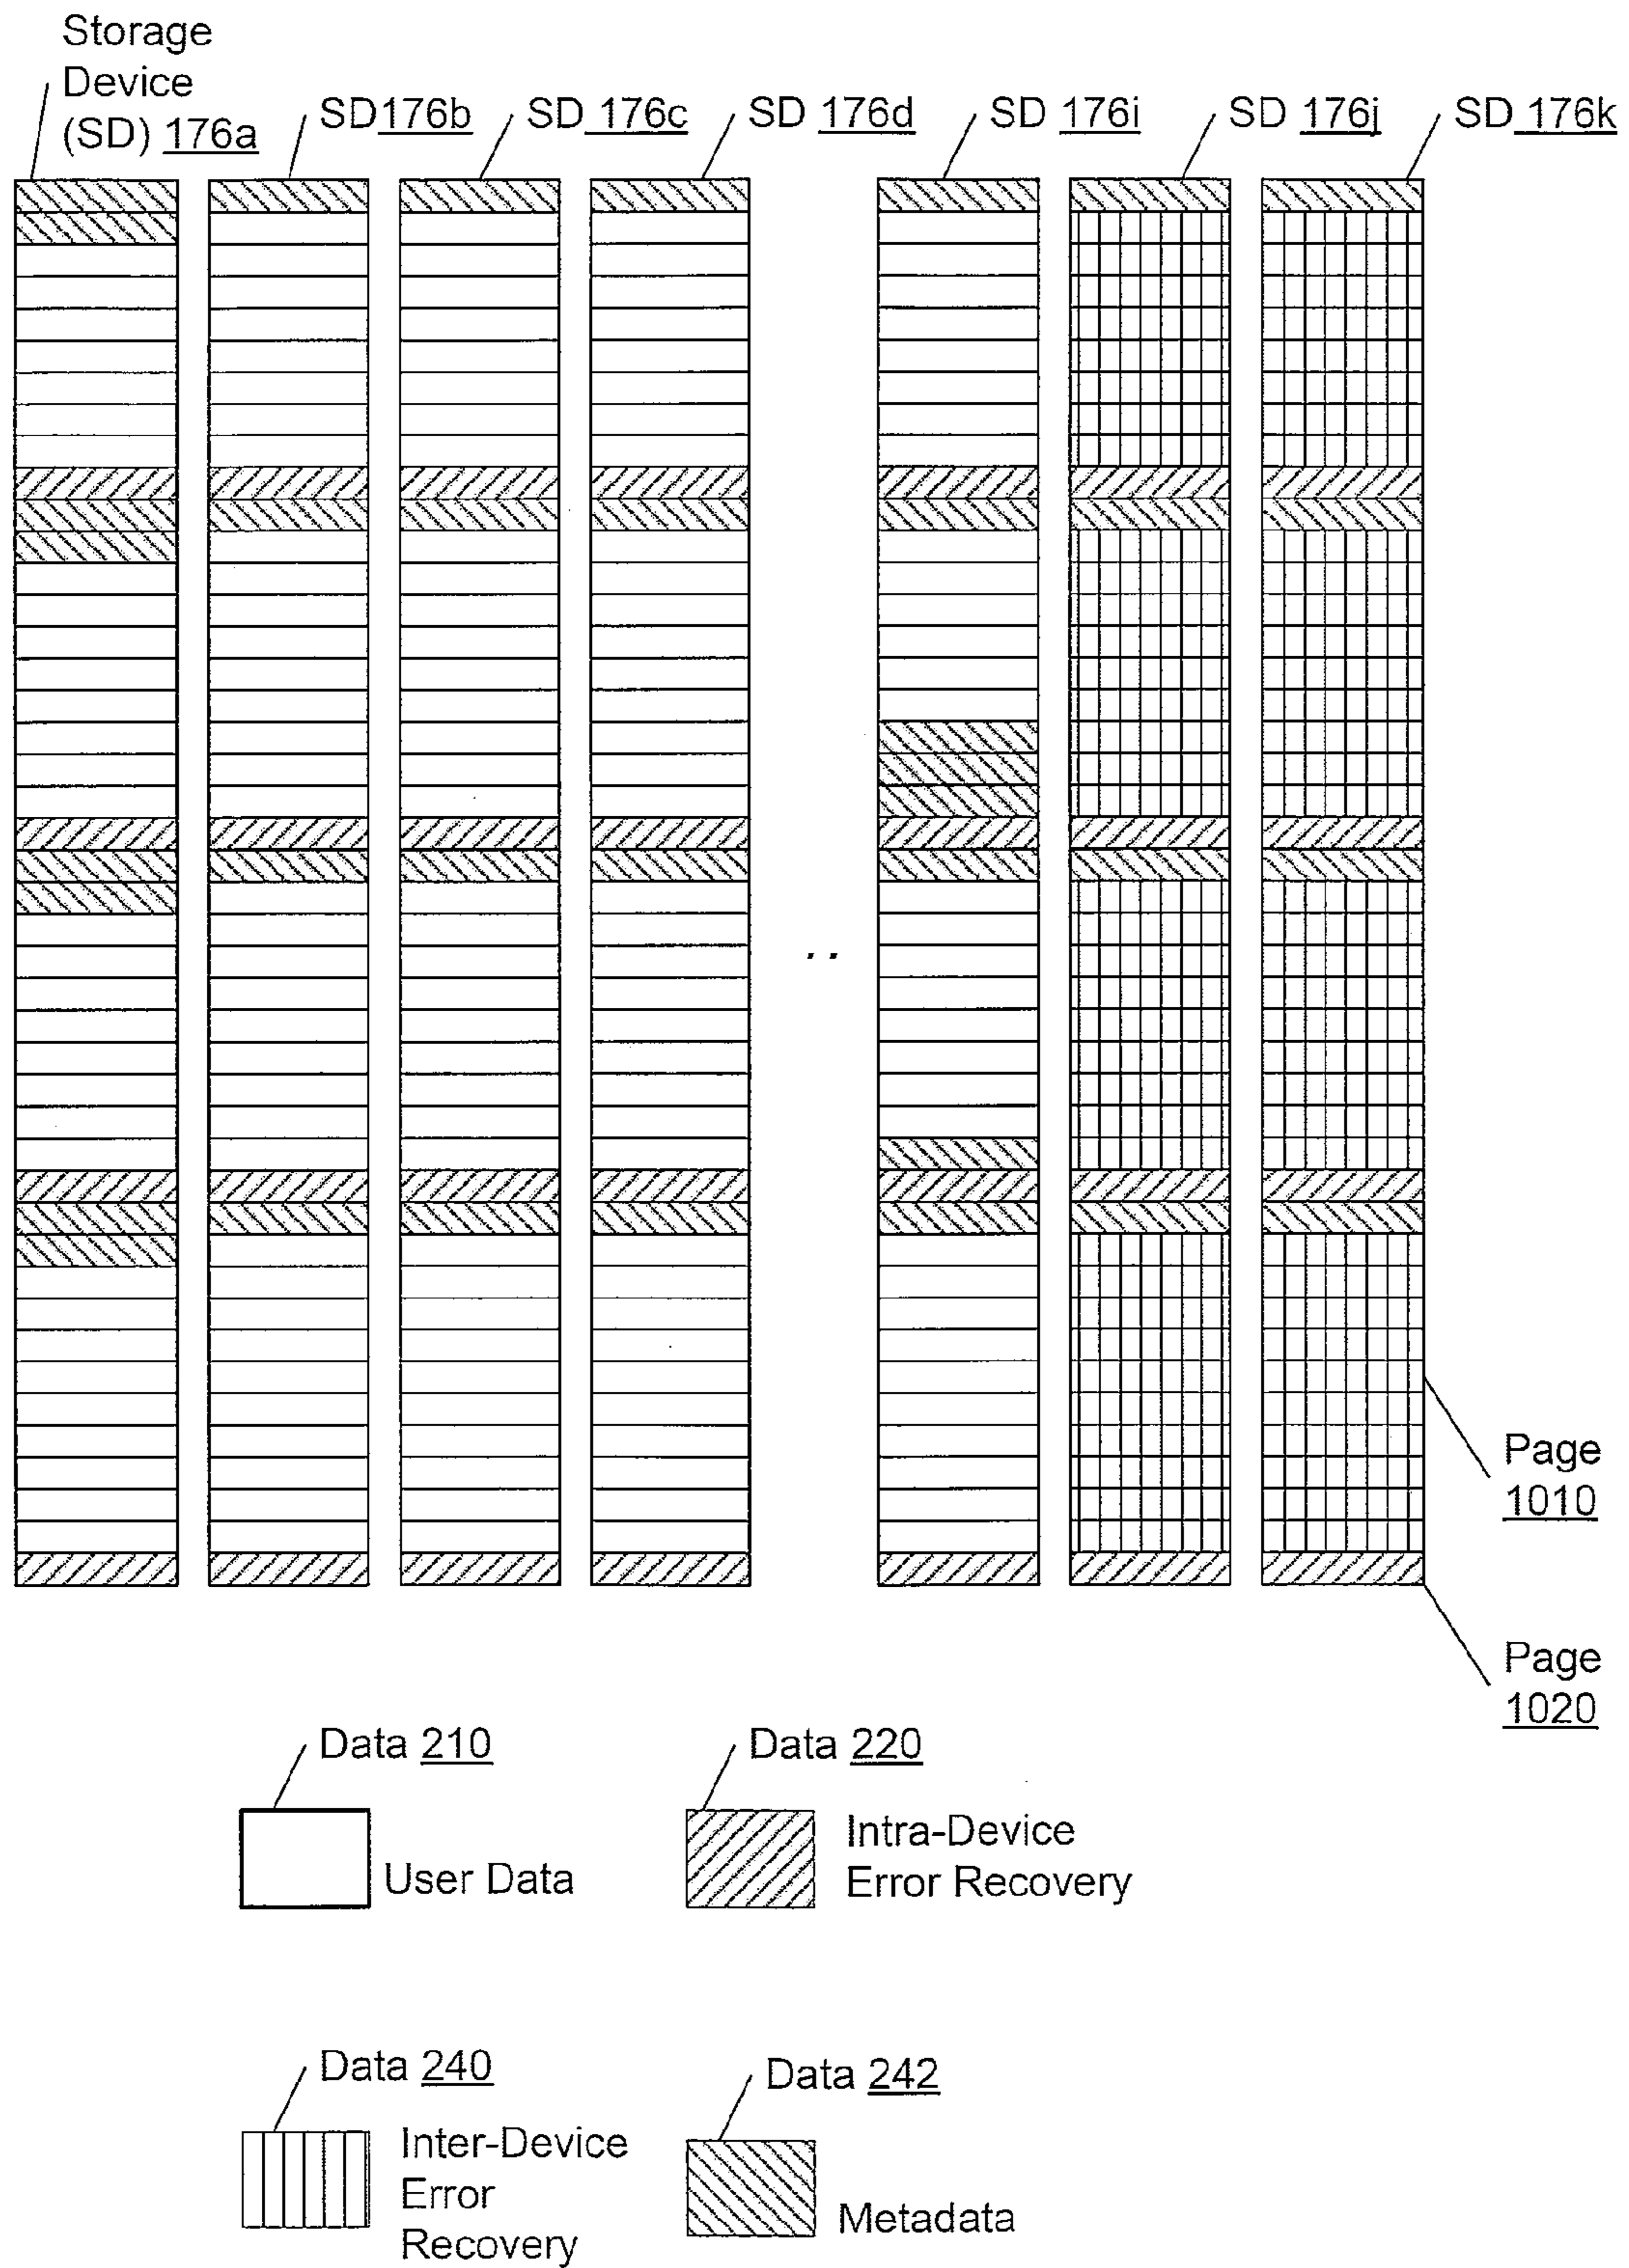 Storage
Device
(SD) 176a
SD176b
SD 176c
SD 176d
SD 176i
SD 176j
SD 176k
. .
Page
1010
Page
1020
Data 210
User Data
Data 220
Intra-Device
Error Recovery
Data 240
Inter-Device
Error
Recovery
Data 242
Metadata